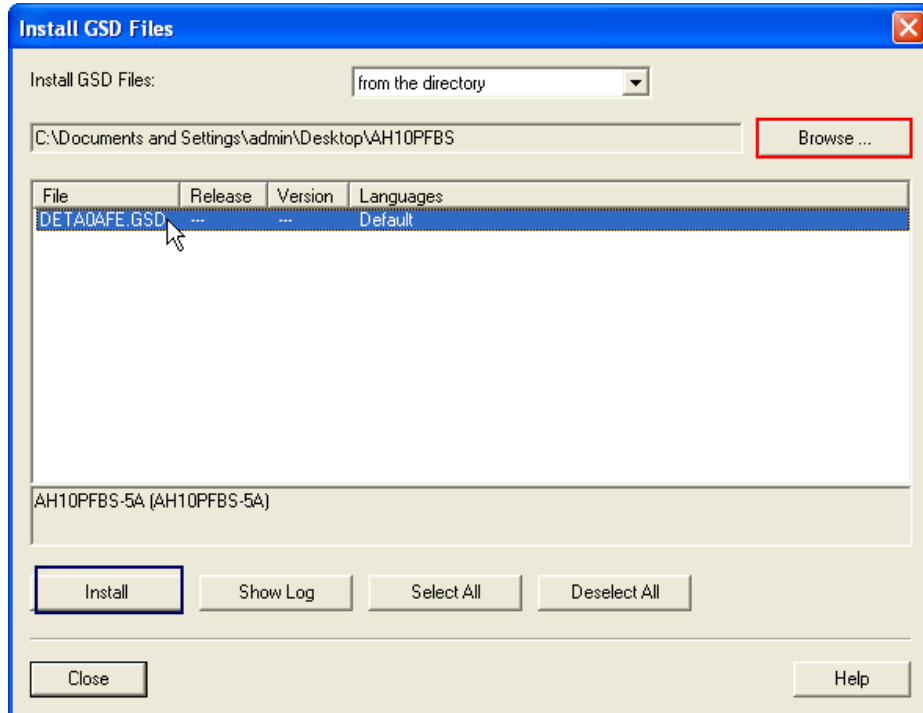 Install GSD Files
Install GSD Files: from the directory
C:\Documents and Settings\admin\Desktop\AH10PFBS Browse ...
File Release Version Languages
DETA0AFE.GSD --- --- Default
AH10PFBS-5A (AH10PFBS-5A)
Install Show Log Select All Deselect All
Close Help